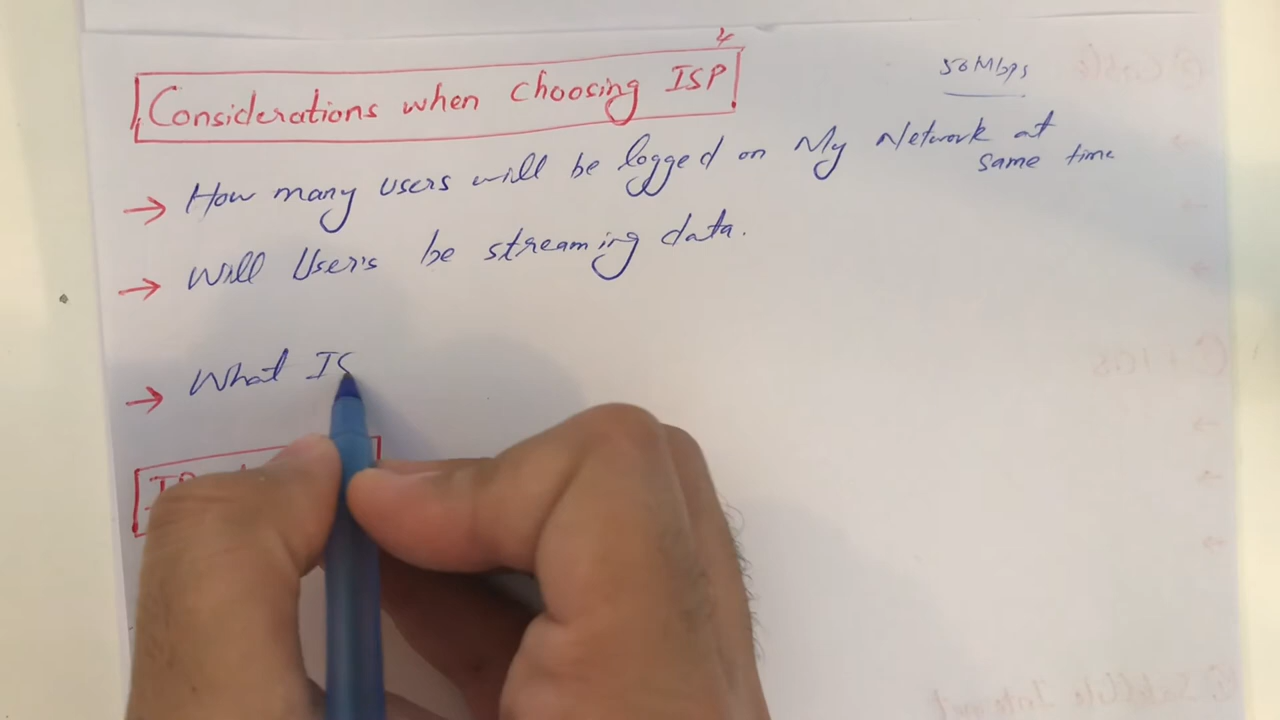 Considerations when choosing ISP
50Mbps
→ How many users will be logged on My Network at
same time
→ Will User's be streaming data.
→ What IS